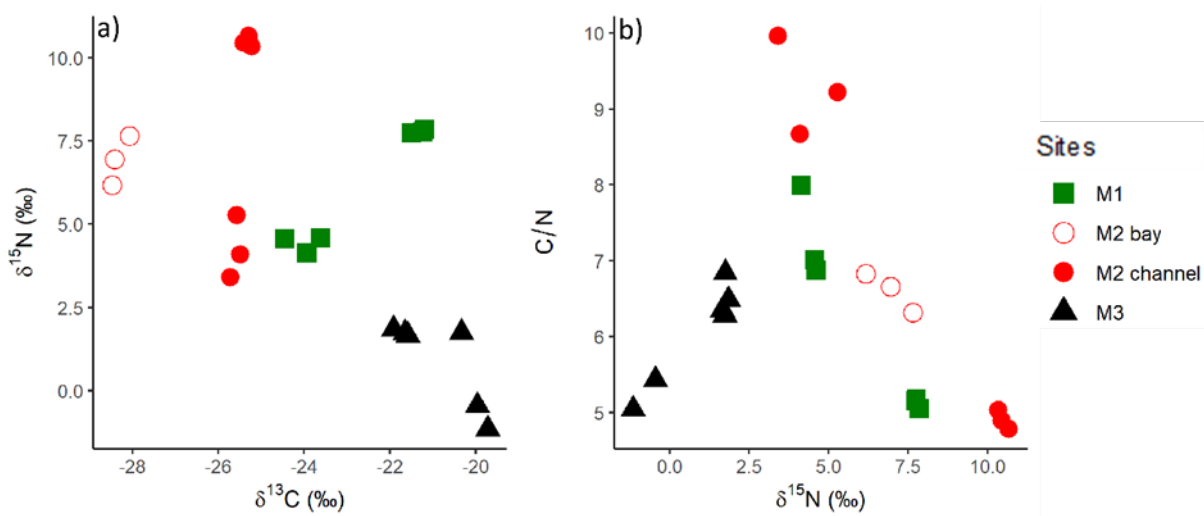 a)
10.0
7.5
5.0
2.5
0.0
δ¹⁵N (‰)
-28
-26
-24
-22
-20
δ¹³C (‰)
b)
10
9
8
7
6
5
C/N
0.0
2.5
5.0
7.5
10.0
δ¹⁵N (‰)
Sites
M1
M2 bay
M2 channel
M3